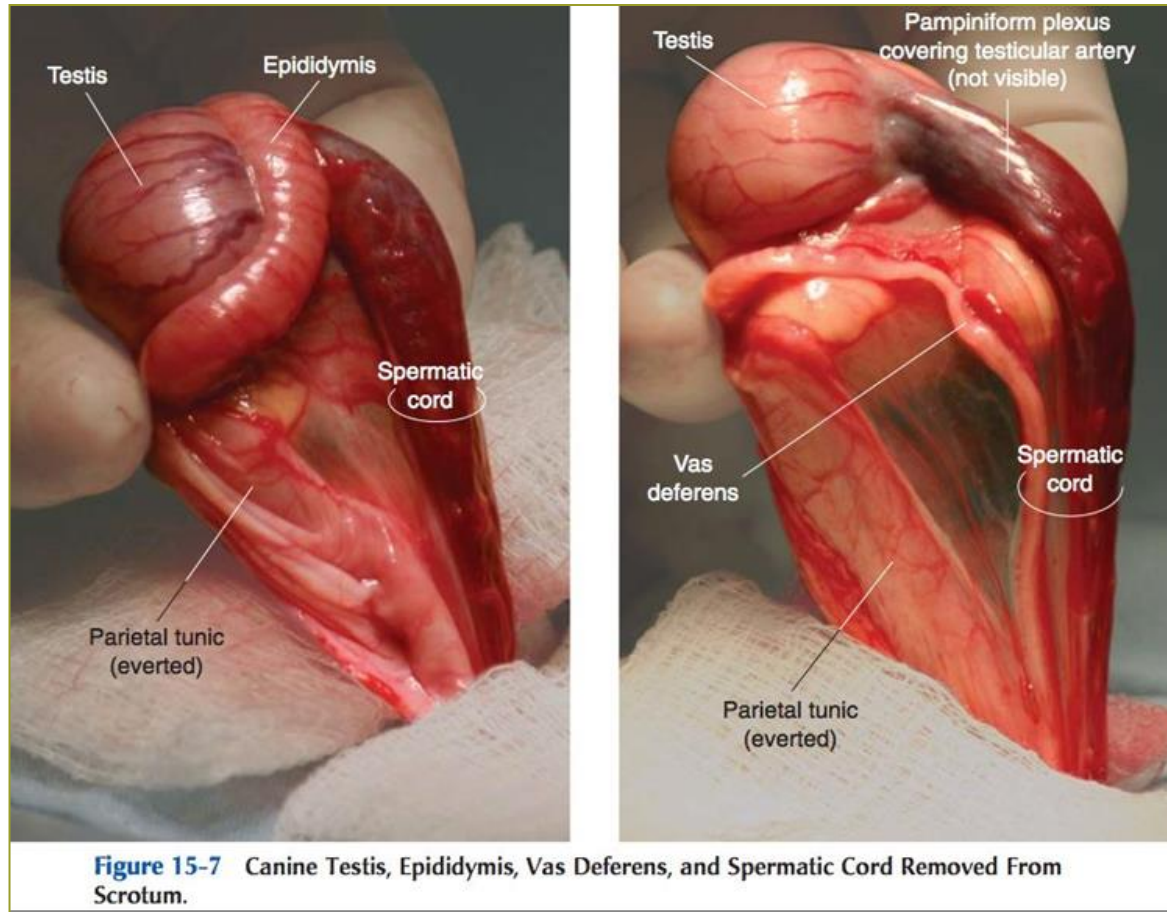 Testis
Epididymis
Spermatic
cord
Parietal tunic
(everted)
Testis
Pampiniform plexus
covering testicular artery
(not visible)
Vas
deferens
Spermatic
cord
Parietal tunic
(everted)
Figure 15-7 Canine Testis, Epididymis, Vas Deferens, and Spermatic Cord Removed From
Scrotum.